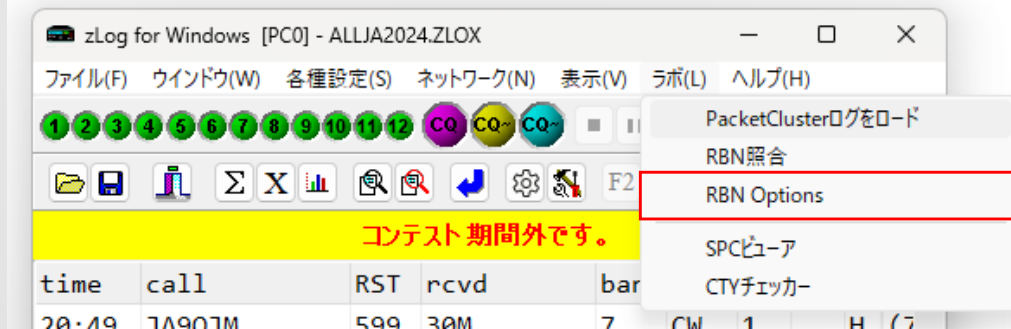 zLog for Windows [PC0] - ALLJA2024.ZLOX
ファイル(F) ウインドウ(W) 各種設定(S) ネットワーク(N) 表示(V) ラボ(L) ヘルプ(H)
1 2 3 4 5 6 7 8 9 10 11 12 CQ CQ~ CQ~
PacketClusterログをロード
RBN照合
Σ X F2
RBN Options
コンテスト期間外です。
SPCビューア
time call RST rcvd
CTYチェッカー
20:49 599 30M 7 CW 1 H